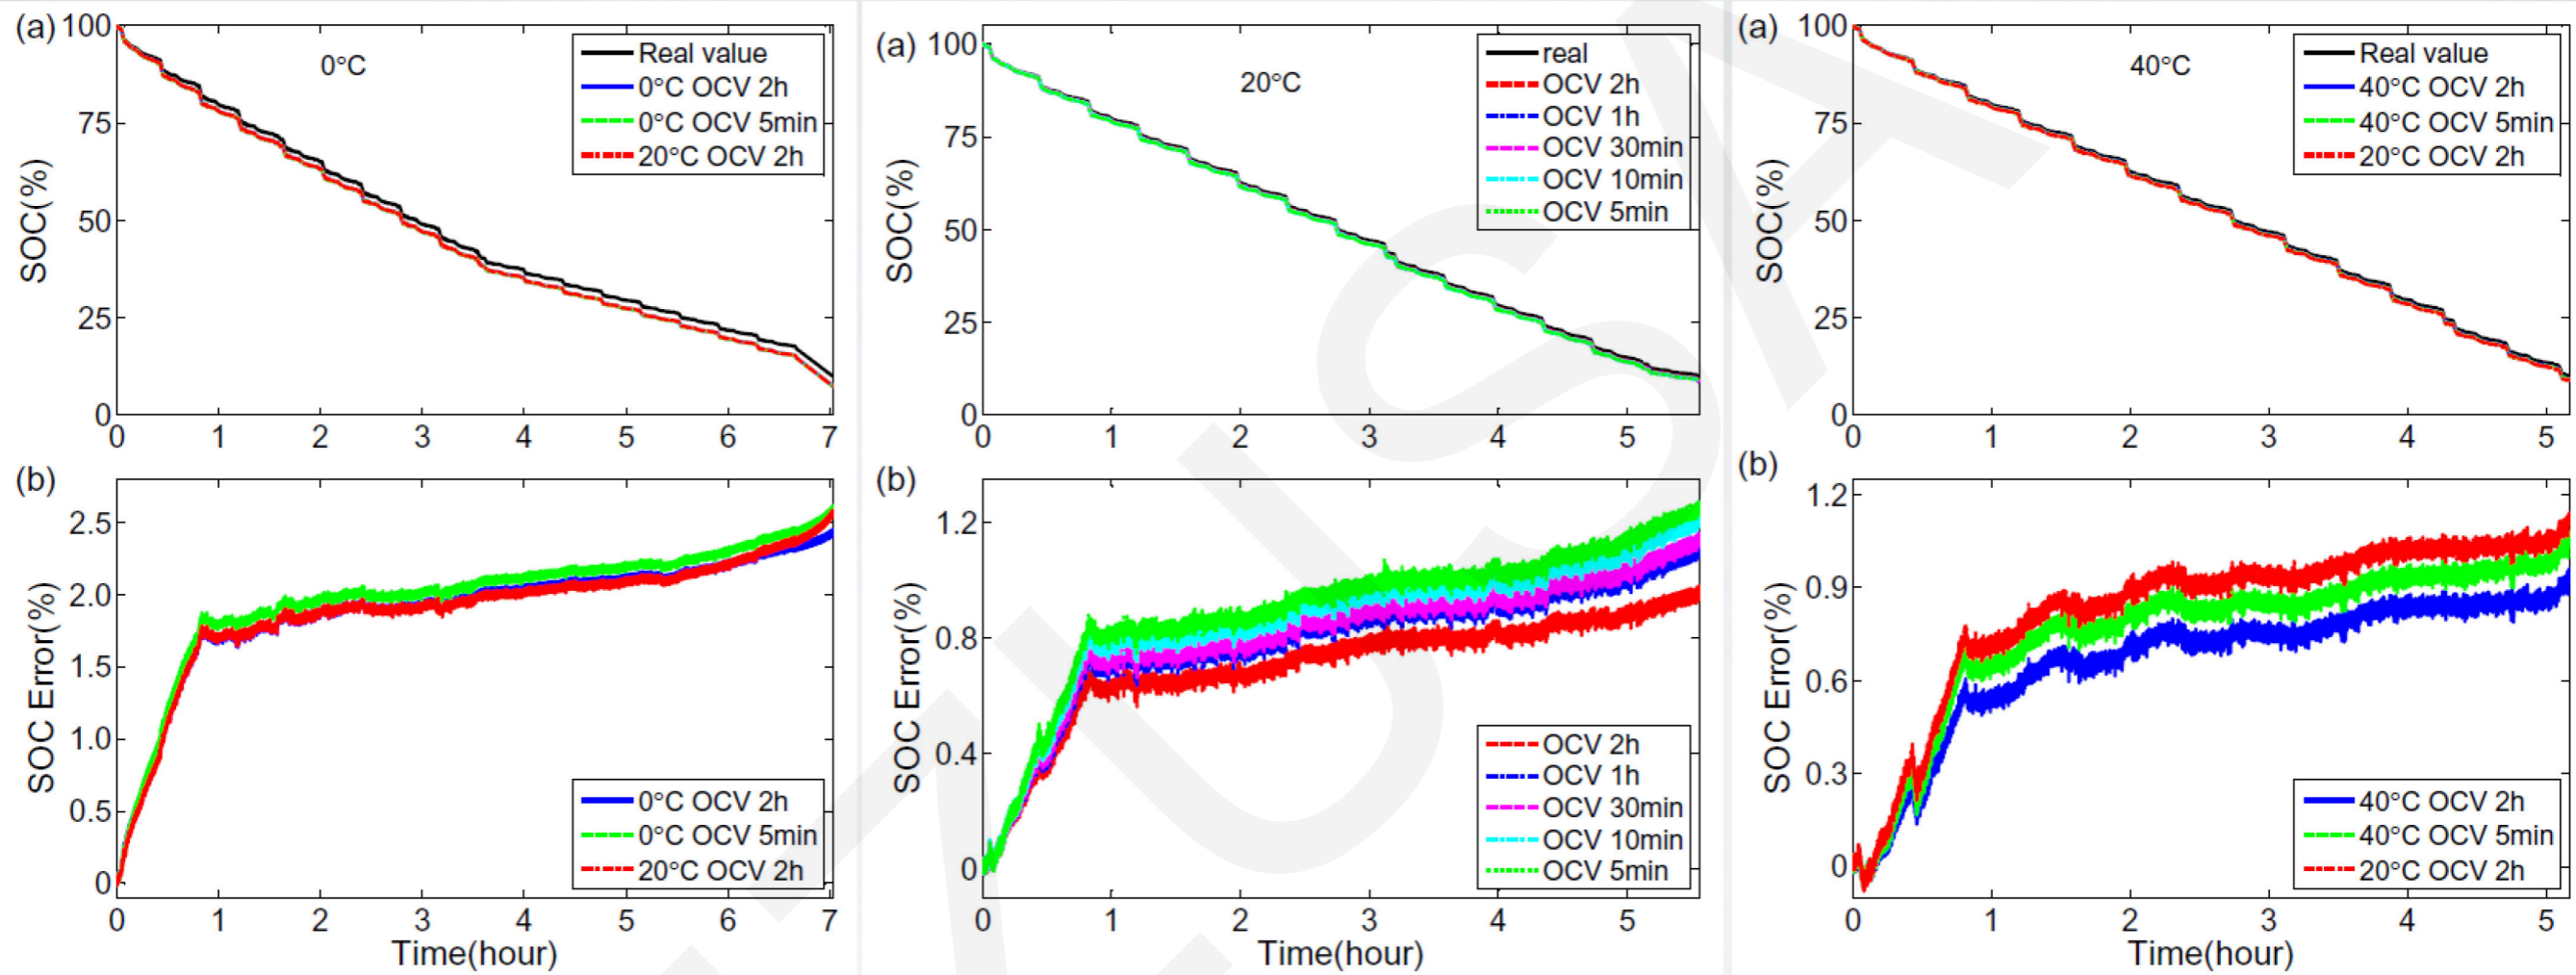 (a)
100
75
50
25
0
SOC(%)
0°C
Real value
0°C OCV 2h
0°C OCV 5min
20°C OCV 2h
0 1 2 3 4 5 6 7
(b)
2.5
2.0
1.5
1.0
0.5
0
SOC Error(%)
0°C OCV 2h
0°C OCV 5min
20°C OCV 2h
0 1 2 3 4 5 6 7
Time(hour)
(a)
100
75
50
25
0
SOC(%)
20°C
real
OCV 2h
OCV 1h
OCV 30min
OCV 10min
OCV 5min
0 1 2 3 4 5
(b)
1.2
0.8
0.4
0
SOC Error(%)
OCV 2h
OCV 1h
OCV 30min
OCV 10min
OCV 5min
0 1 2 3 4 5
Time(hour)
(a)
100
75
50
25
0
SOC(%)
40°C
Real value
40°C OCV 2h
40°C OCV 5min
20°C OCV 2h
0 1 2 3 4 5
(b)
1.2
0.9
0.6
0.3
0
SOC Error(%)
40°C OCV 2h
40°C OCV 5min
20°C OCV 2h
0 1 2 3 4 5
Time(hour)